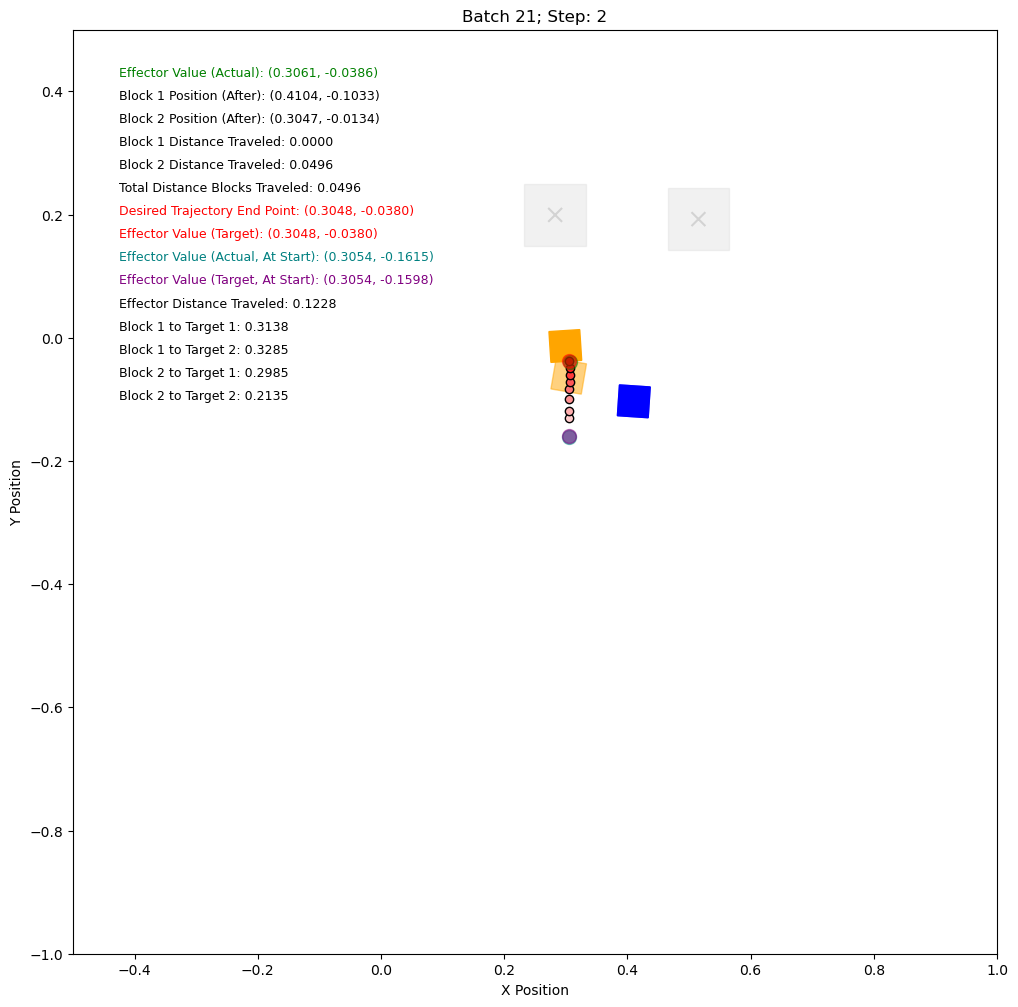 Batch 21; Step: 2
Effector Value (Actual): (0.3061, -0.0386)
Block 1 Position (After): (0.4104, -0.1033)
Block 2 Position (After): (0.3047, -0.0134)
Block 1 Distance Traveled: 0.0000
Block 2 Distance Traveled: 0.0496
Total Distance Blocks Traveled: 0.0496
Desired Trajectory End Point: (0.3048, -0.0380)
Effector Value (Target): (0.3048, -0.0380)
Effector Value (Actual, At Start): (0.3054, -0.1615)
Effector Value (Target, At Start): (0.3054, -0.1598)
Effector Distance Traveled: 0.1228
Block 1 to Target 1: 0.3138
Block 1 to Target 2: 0.3285
Block 2 to Target 1: 0.2985
Block 2 to Target 2: 0.2135
Y Position
0.4
0.2
0.0
−0.2
−0.4
−0.6
−0.8
−1.0
−0.4 −0.2 0.0 0.2 0.4 0.6 0.8 1.0
X Position